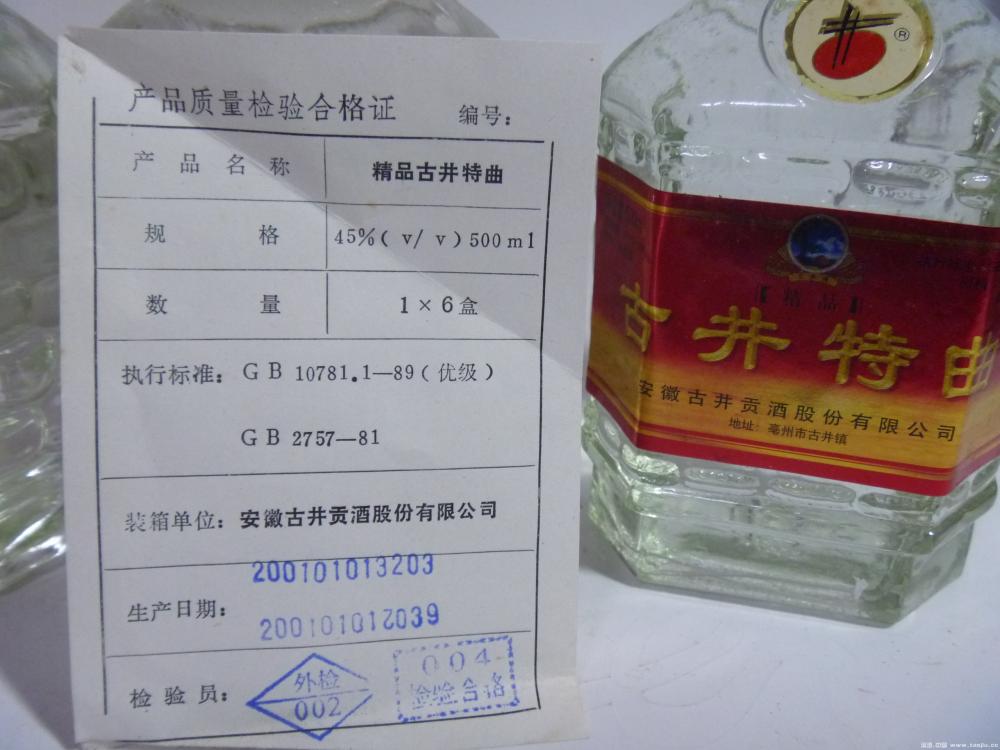 产品质量检验合格证 编号:
产品名称 精品古井特曲
规格 45%(v/v)500ml
数量 1×6盒
执行标准: GB 10781.1—89(优级)
GB 2757—81
装箱单位: 安徽古井贡酒股份有限公司
200101013203
生产日期:
200101012039
检验员: 外检 002
004
检验合格
井
®
精品
古井特曲
安徽古井贡酒股份有限公司
地址:亳州市古井镇